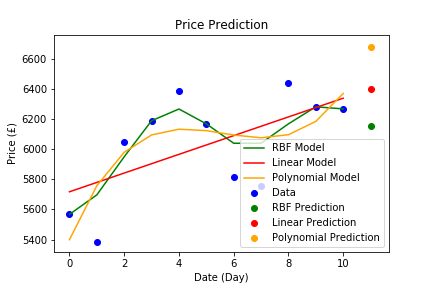 Price Prediction
6600
6400
6200
6000
5800
5600
5400
Price (£)
0
2
4
6
8
10
Date (Day)
RBF Model
Linear Model
Polynomial Model
Data
RBF Prediction
Linear Prediction
Polynomial Prediction